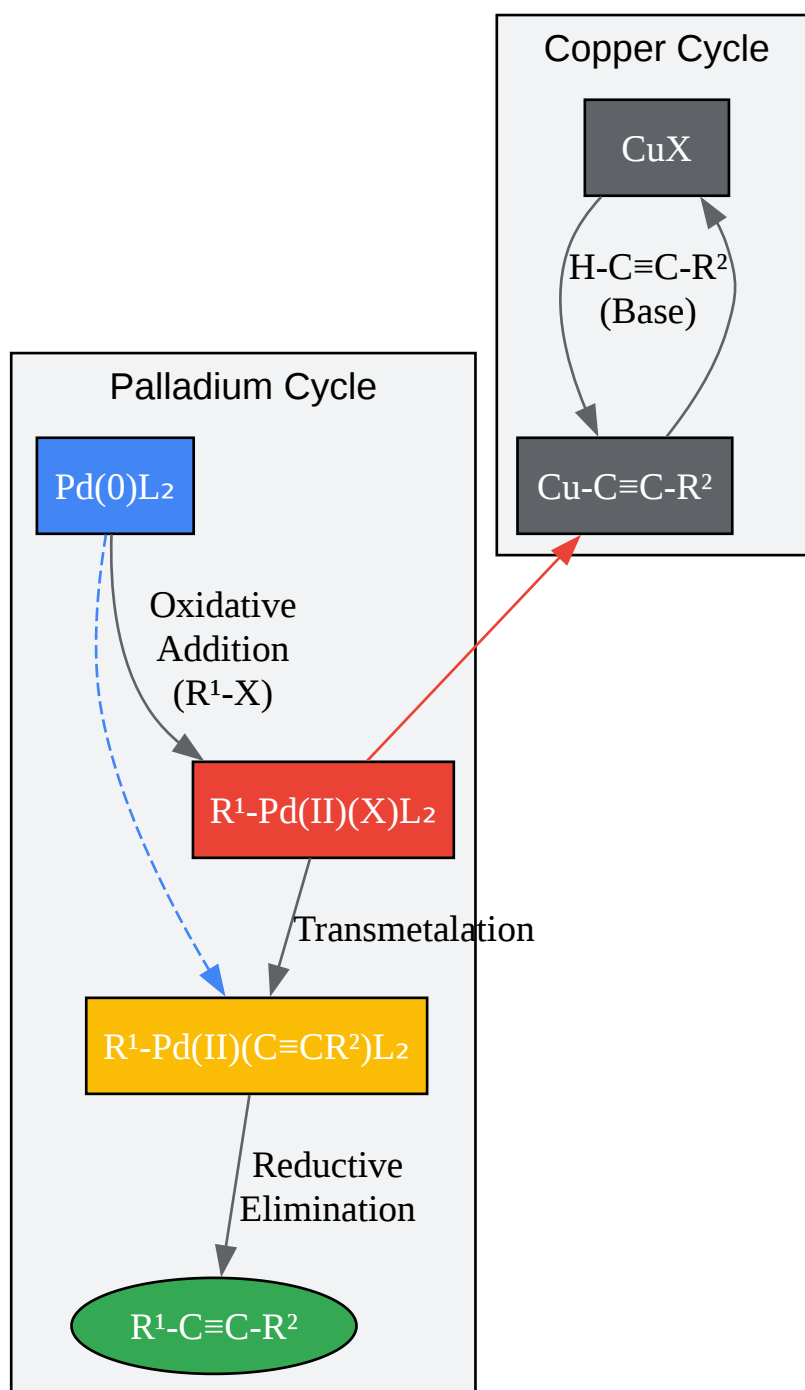 Copper Cycle
CuX
H-C≡C-R²
(Base)
Cu-C≡C-R²
Palladium Cycle
Pd(0)L₂
Oxidative
Addition
(R¹-X)
R¹-Pd(II)(X)L₂
Transmetalation
R¹-Pd(II)(C≡CR²)L₂
Reductive
Elimination
R¹-C≡C-R²